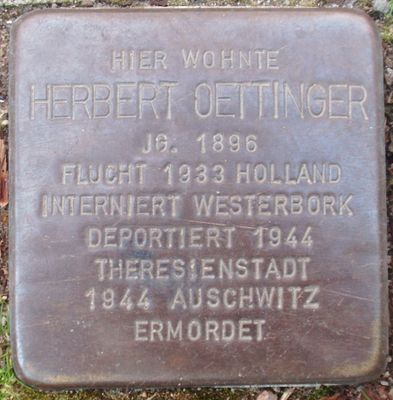 HIER WOHNTE
HERBERT OETTINGER
JG. 1896
FLUCHT 1933 HOLLAND
INTERNIERT WESTERBORK
DEPORTIERT 1944
THERESIENSTADT
1944 AUSCHWITZ
ERMORDET